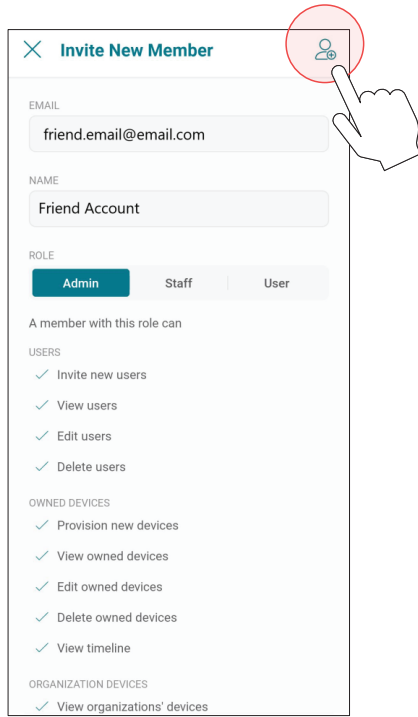 Invite New Member
EMAIL
friend.email@email.com
NAME
Friend Account
ROLE
Admin Staff User
A member with this role can
USERS
Invite new users
View users
Edit users
Delete users
OWNED DEVICES
Provision new devices
View owned devices
Edit owned devices
Delete owned devices
View timeline
ORGANIZATION DEVICES
View organizations' devices